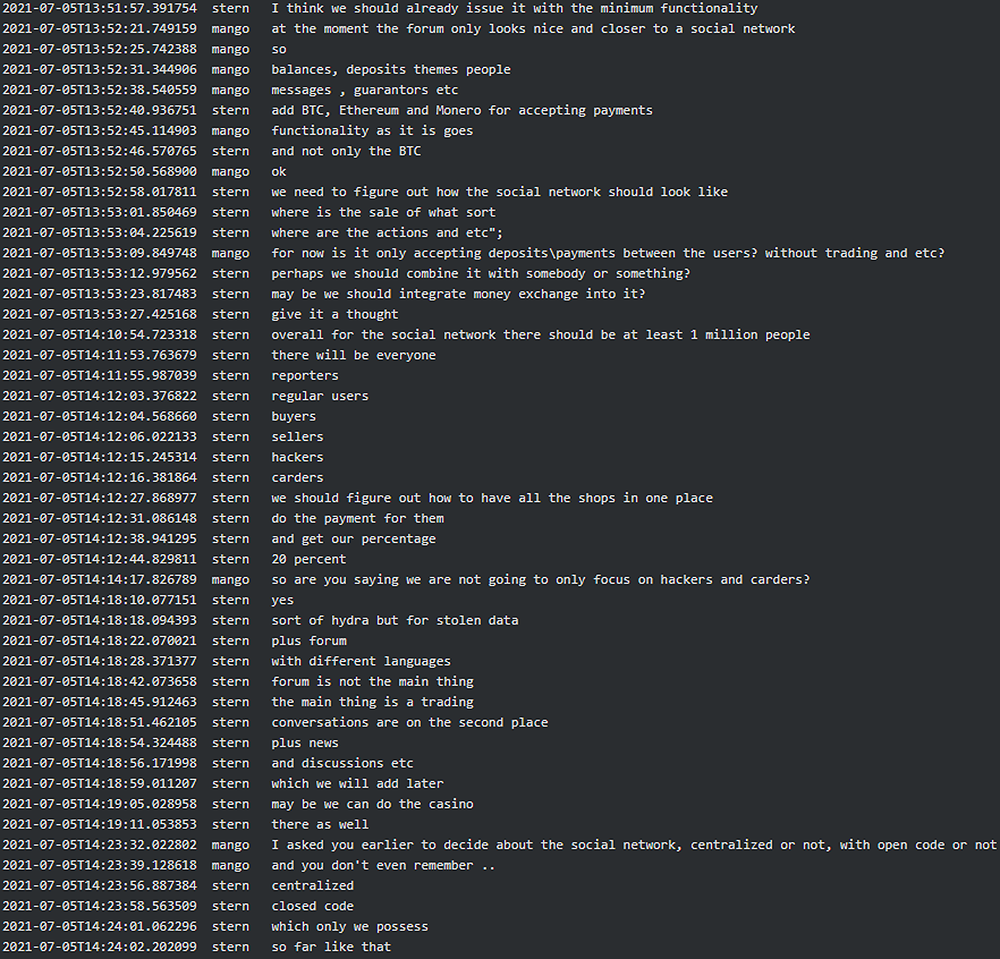 2021-07-05T13:51:57.391754 stern I think we should already issue it with the minimum functionality
2021-07-05T13:52:21.749159 mango at the moment the forum only looks nice and closer to a social network
2021-07-05T13:52:25.742388 mango so
2021-07-05T13:52:31.344906 mango balances, deposits themes people
2021-07-05T13:52:38.540559 mango messages , guarantors etc
2021-07-05T13:52:40.936751 stern add BTC, Ethereum and Monero for accepting payments
2021-07-05T13:52:45.114903 mango functionality as it is goes
2021-07-05T13:52:46.570765 stern and not only the BTC
2021-07-05T13:52:50.568900 mango ok
2021-07-05T13:52:58.017811 stern we need to figure out how the social network should look like
2021-07-05T13:53:01.850469 stern where is the sale of what sort
2021-07-05T13:53:04.225619 stern where are the actions and etc";
2021-07-05T13:53:09.849748 mango for now is it only accepting deposits\payments between the users? without trading and etc?
2021-07-05T13:53:12.979562 stern perhaps we should combine it with somebody or something?
2021-07-05T13:53:23.817483 stern may be we should integrate money exchange into it?
2021-07-05T13:53:27.425168 stern give it a thought
2021-07-05T14:10:54.723318 stern overall for the social network there should be at least 1 million people
2021-07-05T14:11:53.763679 stern there will be everyone
2021-07-05T14:11:55.987039 stern reporters
2021-07-05T14:12:03.376822 stern regular users
2021-07-05T14:12:04.568660 stern buyers
2021-07-05T14:12:06.022133 stern sellers
2021-07-05T14:12:15.245314 stern hackers
2021-07-05T14:12:16.381864 stern carders
2021-07-05T14:12:27.868977 stern we should figure out how to have all the shops in one place
2021-07-05T14:12:31.086148 stern do the payment for them
2021-07-05T14:12:38.941295 stern and get our percentage
2021-07-05T14:12:44.829811 stern 20 percent
2021-07-05T14:14:17.826789 mango so are you saying we are not going to only focus on hackers and carders?
2021-07-05T14:18:10.077151 stern yes
2021-07-05T14:18:18.094393 stern sort of hydra but for stolen data
2021-07-05T14:18:22.070021 stern plus forum
2021-07-05T14:18:28.371377 stern with different languages
2021-07-05T14:18:42.073658 stern forum is not the main thing
2021-07-05T14:18:45.912463 stern the main thing is a trading
2021-07-05T14:18:51.462105 stern conversations are on the second place
2021-07-05T14:18:54.324488 stern plus news
2021-07-05T14:18:56.171998 stern and discussions etc
2021-07-05T14:18:59.011207 stern which we will add later
2021-07-05T14:19:05.028958 stern may be we can do the casino
2021-07-05T14:19:11.053853 stern there as well
2021-07-05T14:23:32.022802 mango I asked you earlier to decide about the social network, centralized or not, with open code or not
2021-07-05T14:23:39.128618 mango and you don't even remember ..
2021-07-05T14:23:56.887384 stern centralized
2021-07-05T14:23:58.563509 stern closed code
2021-07-05T14:24:01.062296 stern which only we possess
2021-07-05T14:24:02.202099 stern so far like that